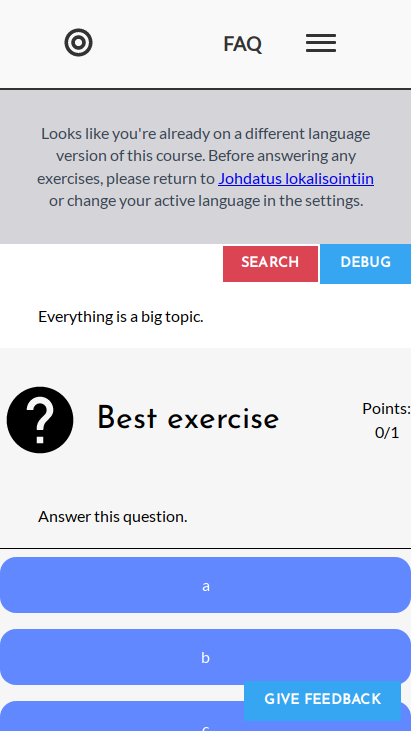 FAQ
Looks like you're already on a different language
version of this course. Before answering any
exercises, please return to Johdatus lokalisointiin
or change your active language in the settings.
SEARCH
DEBUG
Everything is a big topic.
Best exercise
Points:
0/1
Answer this question.
a
b
GIVE FEEDBACK
c